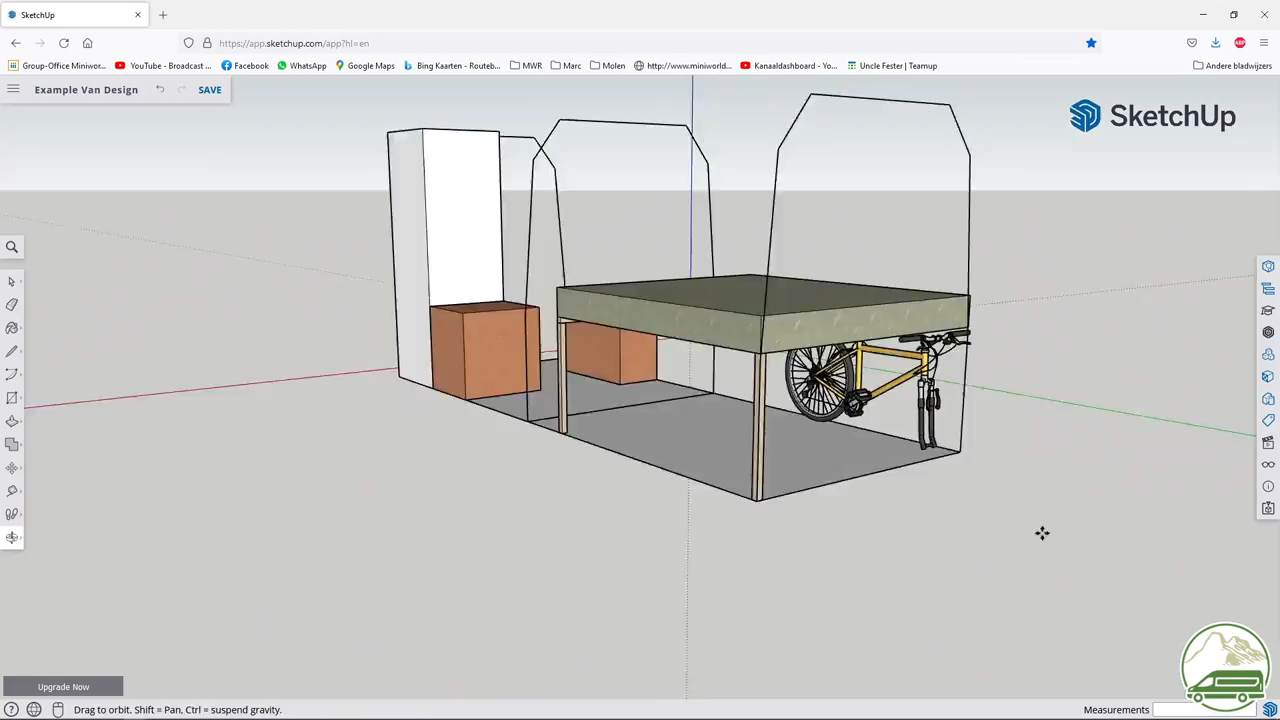 SketchUp
https://app.sketchup.com/app?hl=en
Group-Office Miniwor...
YouTube - Broadcast ...
Facebook
WhatsApp
Google Maps
Bing Kaarten - Routeb...
MWR
Marc
Molen
http://www.miniworld...
Kanaaldashboard - Yo...
Uncle Fester | Teamup
Andere bladwijzers
Example Van Design
SAVE
SketchUp
Upgrade Now
Drag to orbit. Shift = Pan, Ctrl = suspend gravity.
Measurements